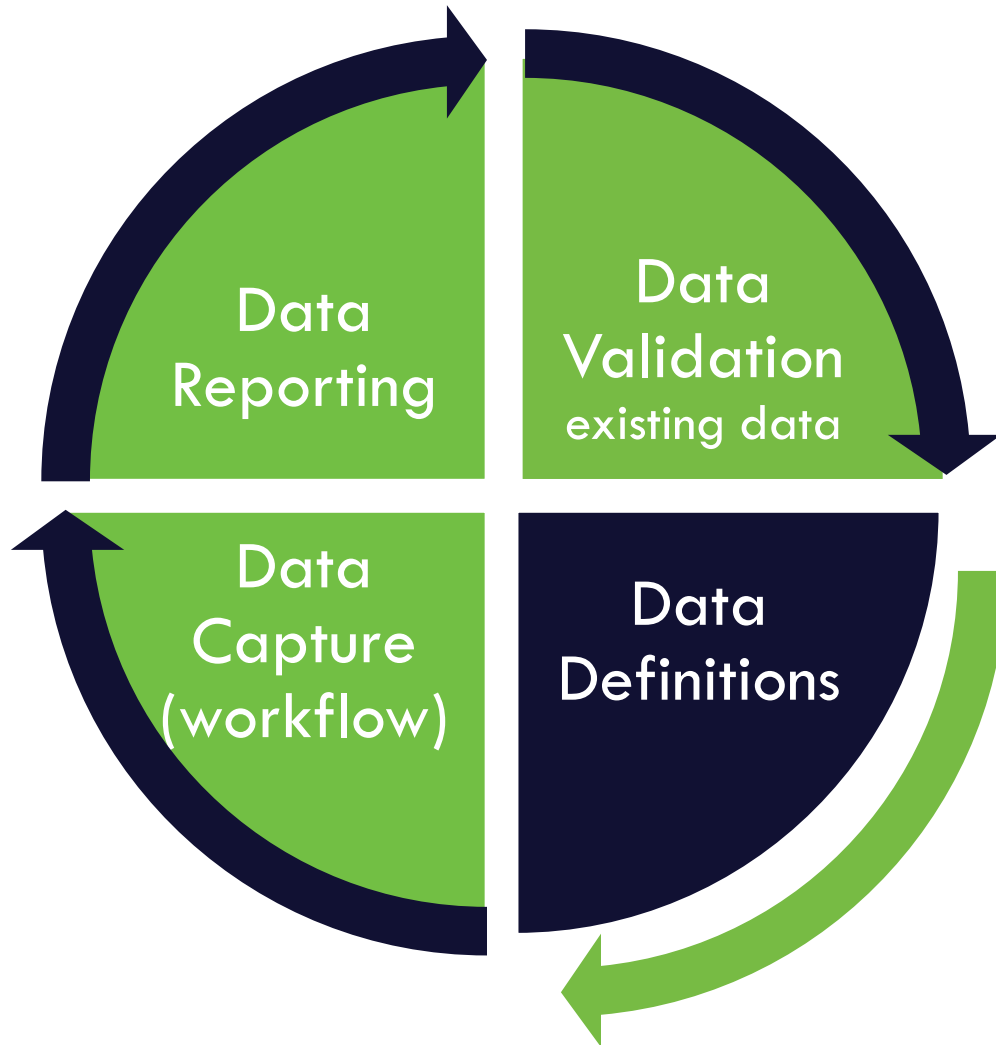 Data
Reporting
Data
Validation
existing data
Data
Capture
(workflow)
Data
Definitions